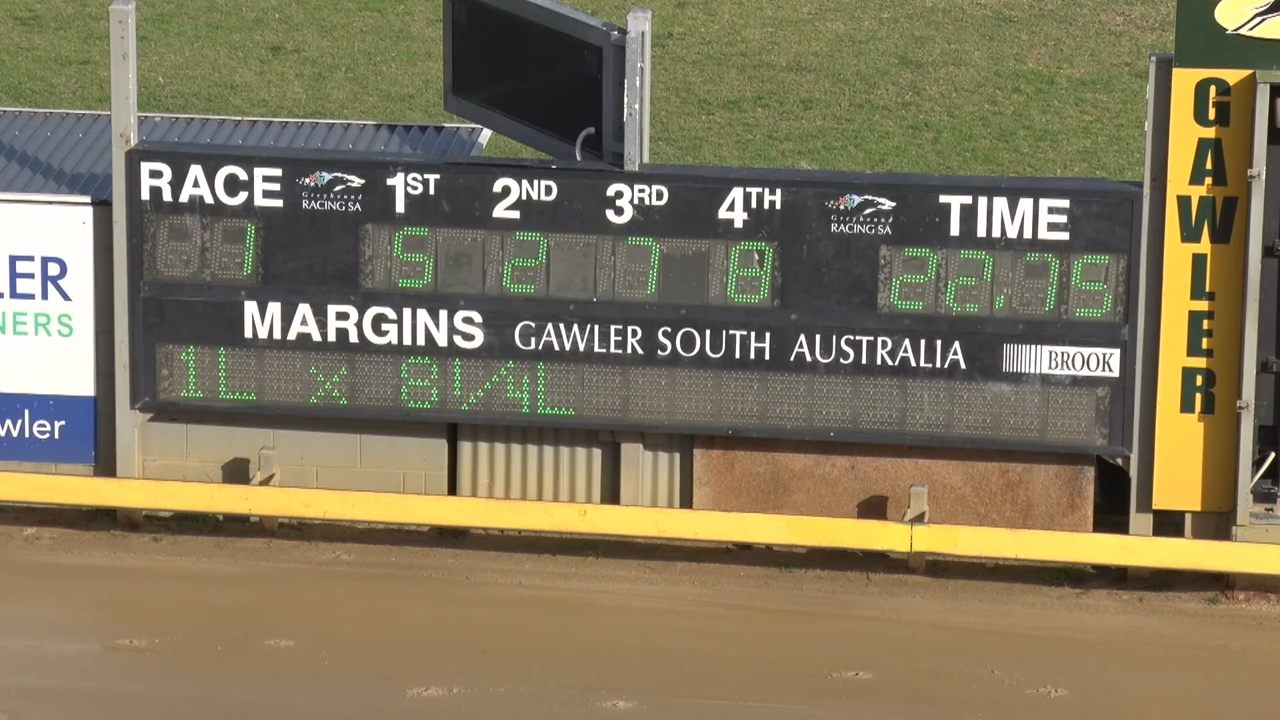 RACE 1ST 2ND 3RD 4TH TIME
Greyhound
RACING SA
Greyhound
RACING SA
1 5 2 7 8 22.75
MARGINS GAWLER SOUTH AUSTRALIA BROOK
1L x 8 1/4L
GAWLER
LER
NERS
wler